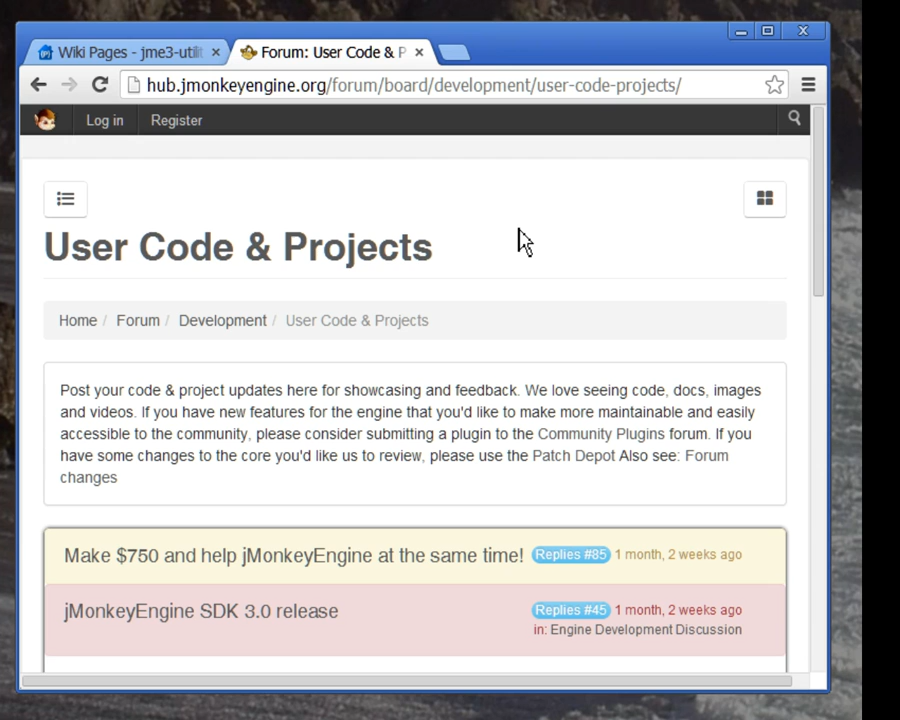 Wiki Pages - jme3-utilit
Forum: User Code & P
hub.jmonkeyengine.org/forum/board/development/user-code-projects/
Log in Register
User Code & Projects
Home / Forum / Development / User Code & Projects
Post your code & project updates here for showcasing and feedback. We love seeing code, docs, images
and videos. If you have new features for the engine that you'd like to make more maintainable and easily
accessible to the community, please consider submitting a plugin to the Community Plugins forum. If you
have some changes to the core you'd like us to review, please use the Patch Depot Also see: Forum
changes
Make $750 and help jMonkeyEngine at the same time! Replies #85 1 month, 2 weeks ago
jMonkeyEngine SDK 3.0 release Replies #45 1 month, 2 weeks ago
in: Engine Development Discussion